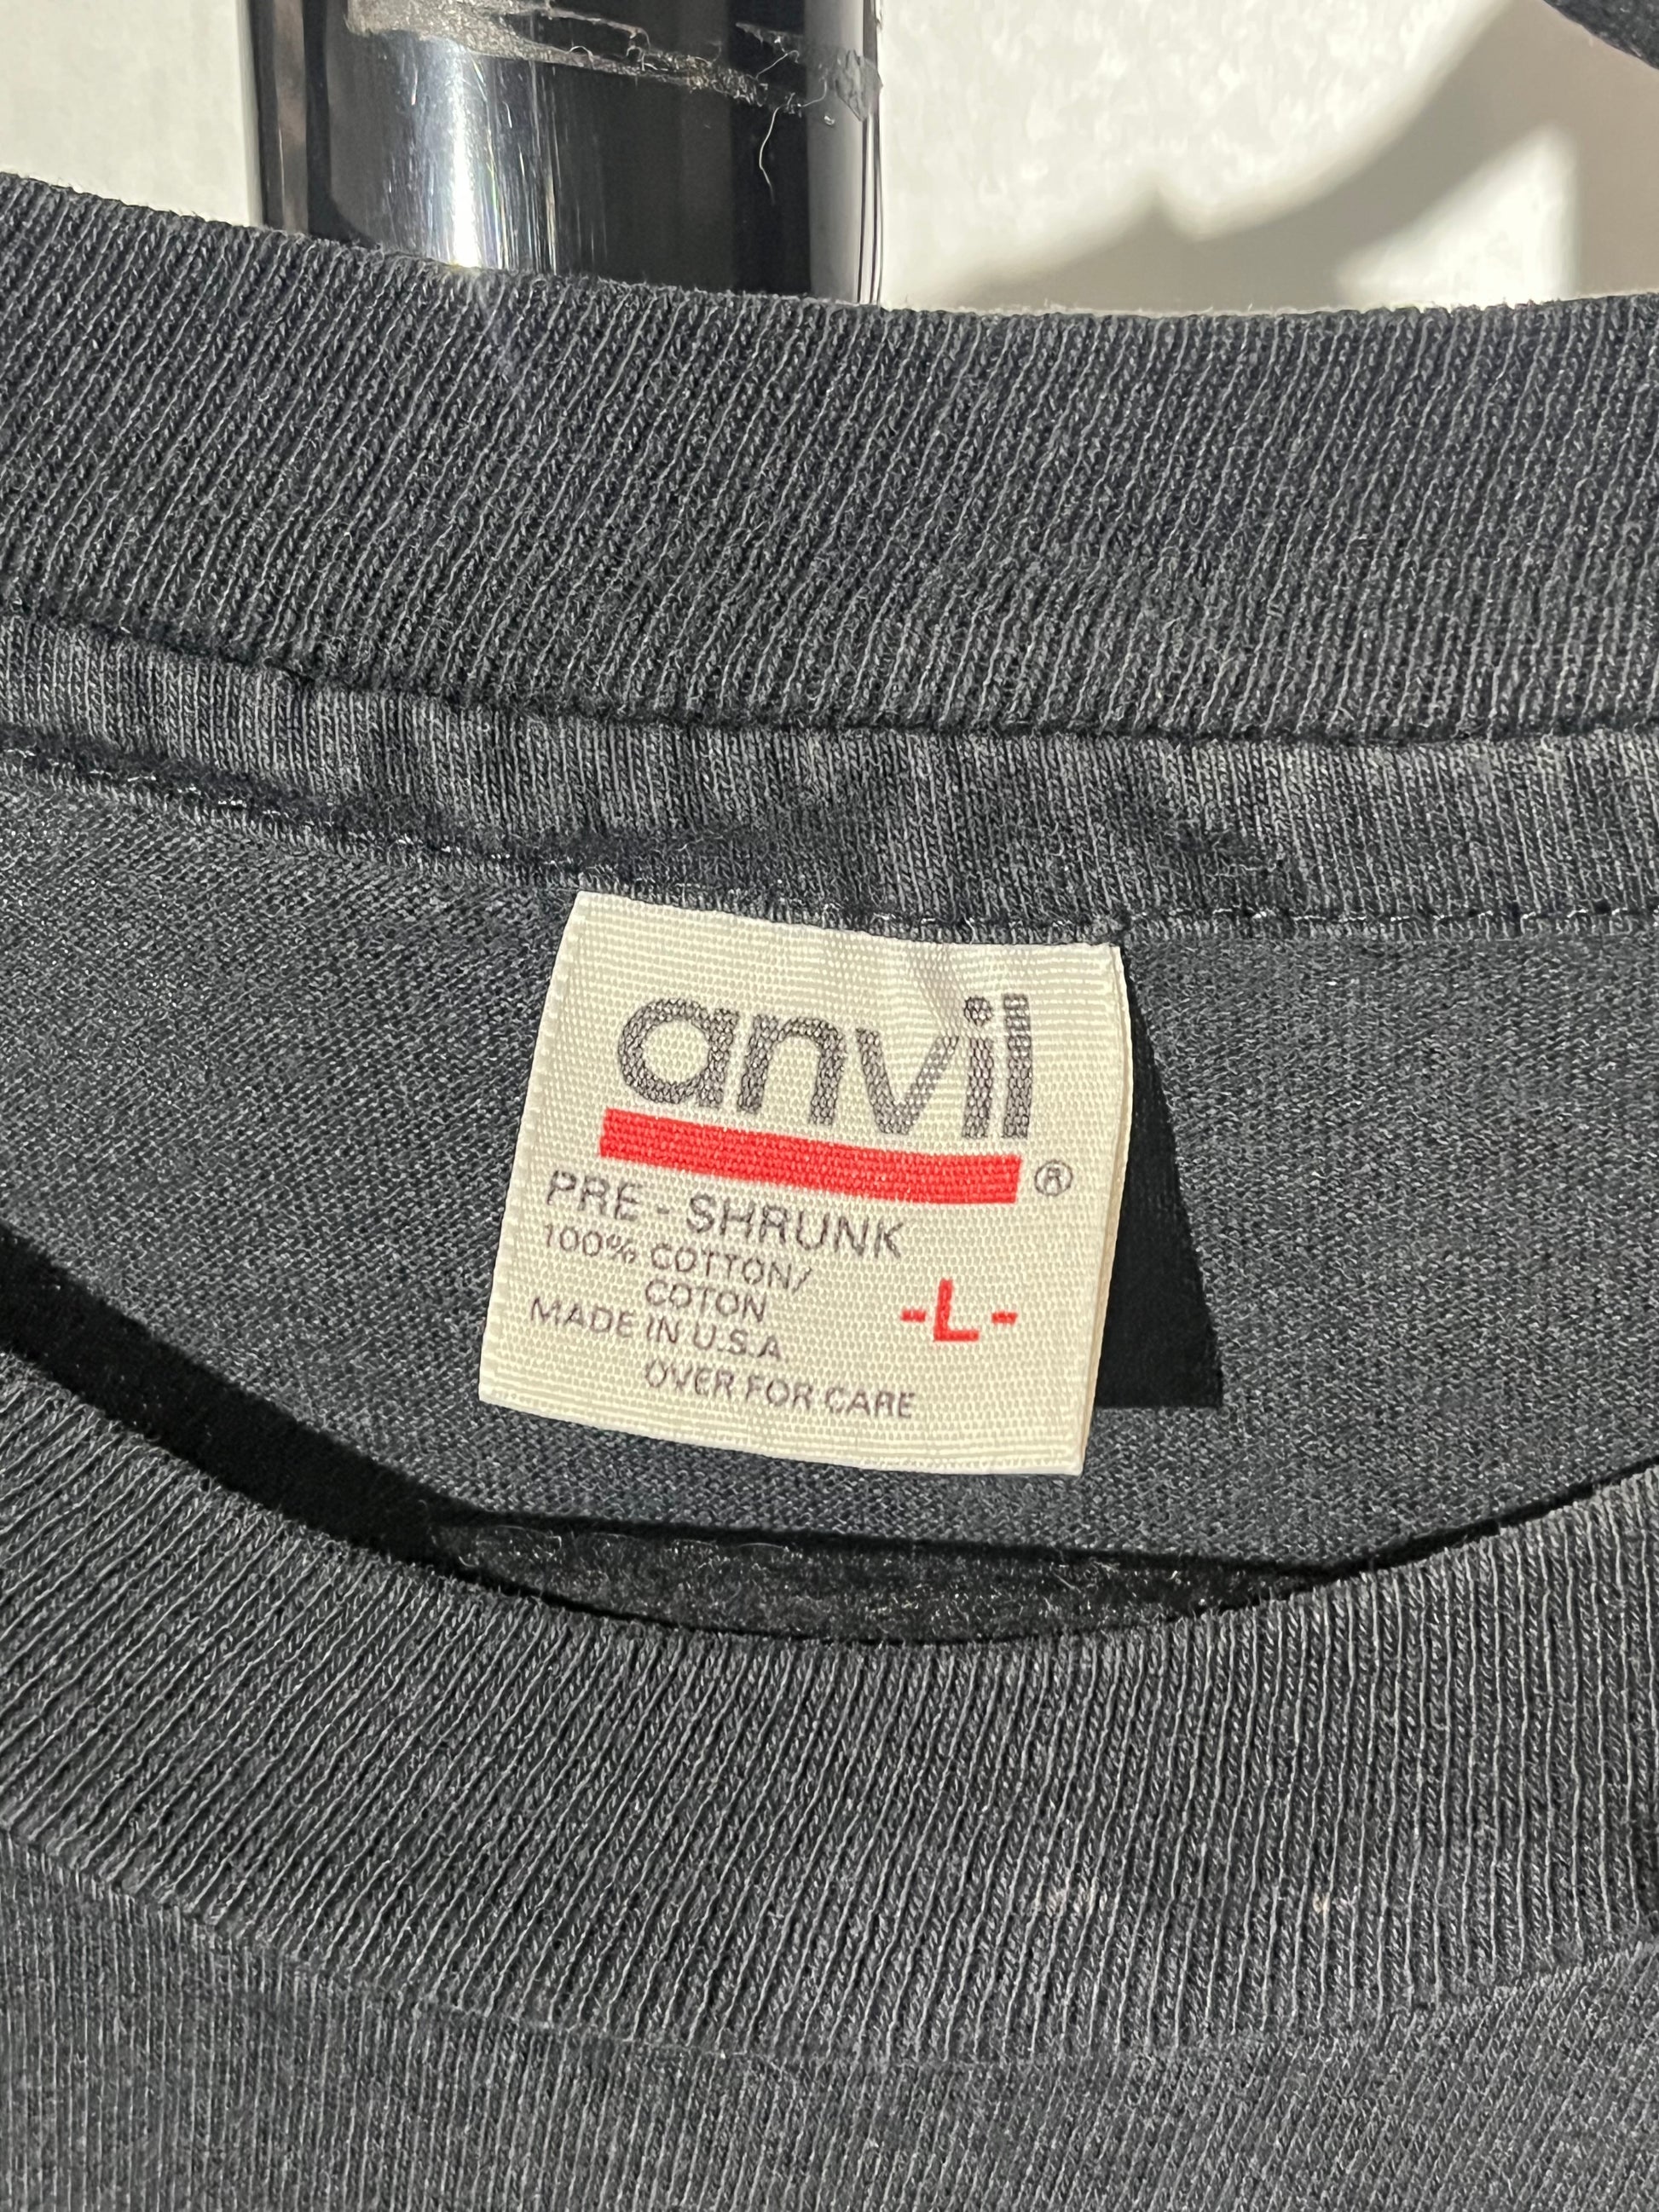 anvil
®
PRE - SHRUNK
100% COTTON/
COTON
-L-
MADE IN U.S.A.
OVER FOR CARE